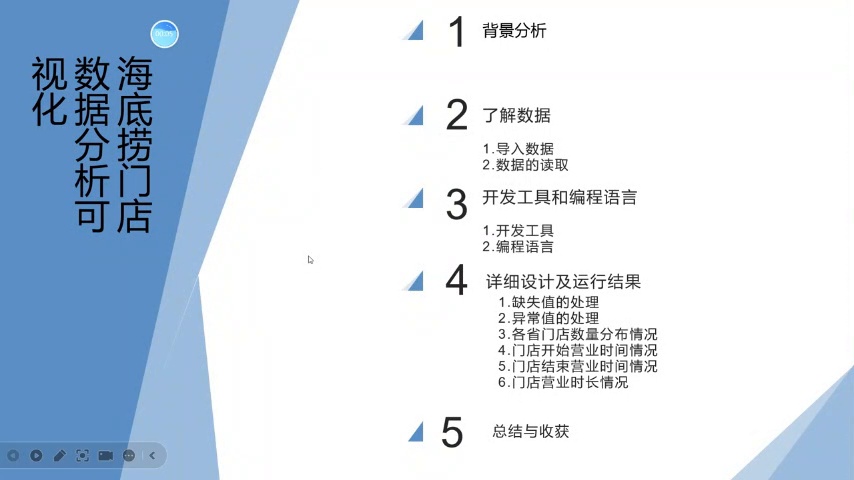 海底捞门店
数据分析可
视化
00:05
1 背景分析
2 了解数据
1.导入数据
2.数据的读取
3 开发工具和编程语言
1.开发工具
2.编程语言
4 详细设计及运行结果
1.缺失值的处理
2.异常值的处理
3.各省门店数量分布情况
4.门店开始营业时间情况
5.门店结束营业时间情况
6.门店营业时长情况
5 总结与收获